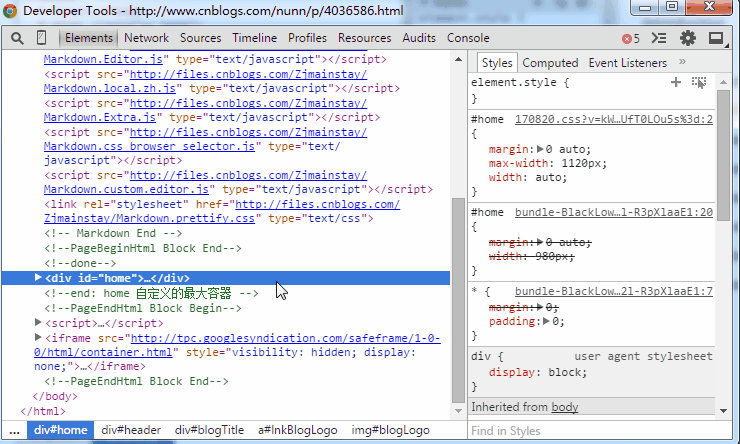 Developer Tools - http://www.cnblogs.com/nunn/p/4036586.html
Elements Network Sources Timeline Profiles Resources Audits Console 5
Markdown.Editor.js" type="text/javascript"></script>
<script src="http://files.cnblogs.com/Zjmainstay/
Markdown.local.zh.js" type="text/javascript"></script>
<script src="http://files.cnblogs.com/Zjmainstay/
Markdown.Extra.js" type="text/javascript"></script>
<script src="http://files.cnblogs.com/Zjmainstay/
Markdown.css_browser_selector.js" type="text/
javascript"></script>
<script src="http://files.cnblogs.com/Zjmainstay/
Markdown.custom.editor.js" type="text/javascript"></script>
<link rel="stylesheet" href="http://files.cnblogs.com/
Zjmainstay/Markdown.prettify.css" type="text/css">
<!-- Markdown End -->
<!--PageBeginHtml Block End-->
<!--done-->
<div id="home">…</div>
<!--end: home 自定义的最大容器 -->
<!--PageEndHtml Block Begin-->
<script>…</script>
<iframe src="http://tpc.googlesyndication.com/safeframe/1-0-
0/html/container.html" style="visibility: hidden; display:
none;">…</iframe>
<!--PageEndHtml Block End-->
</body>
</html>
... div#home div#header div#blogTitle a#lnkBlogLogo img#blogLogo
Styles Computed Event Listeners »
element.style {
}
#home 170820.css?v=kW…UfT0LOu5s%3d:2
{
margin: 0 auto;
max-width: 1120px;
width: auto;
}
#home bundle-BlackLow…l-R3pXlaaE1:20
{
margin: 0 auto;
width: 980px;
}
* { bundle-BlackLow…2l-R3pXlaaE1:7
margin: 0;
padding: 0;
}
div { user agent stylesheet
display: block;
}
Inherited from body
Find in Styles